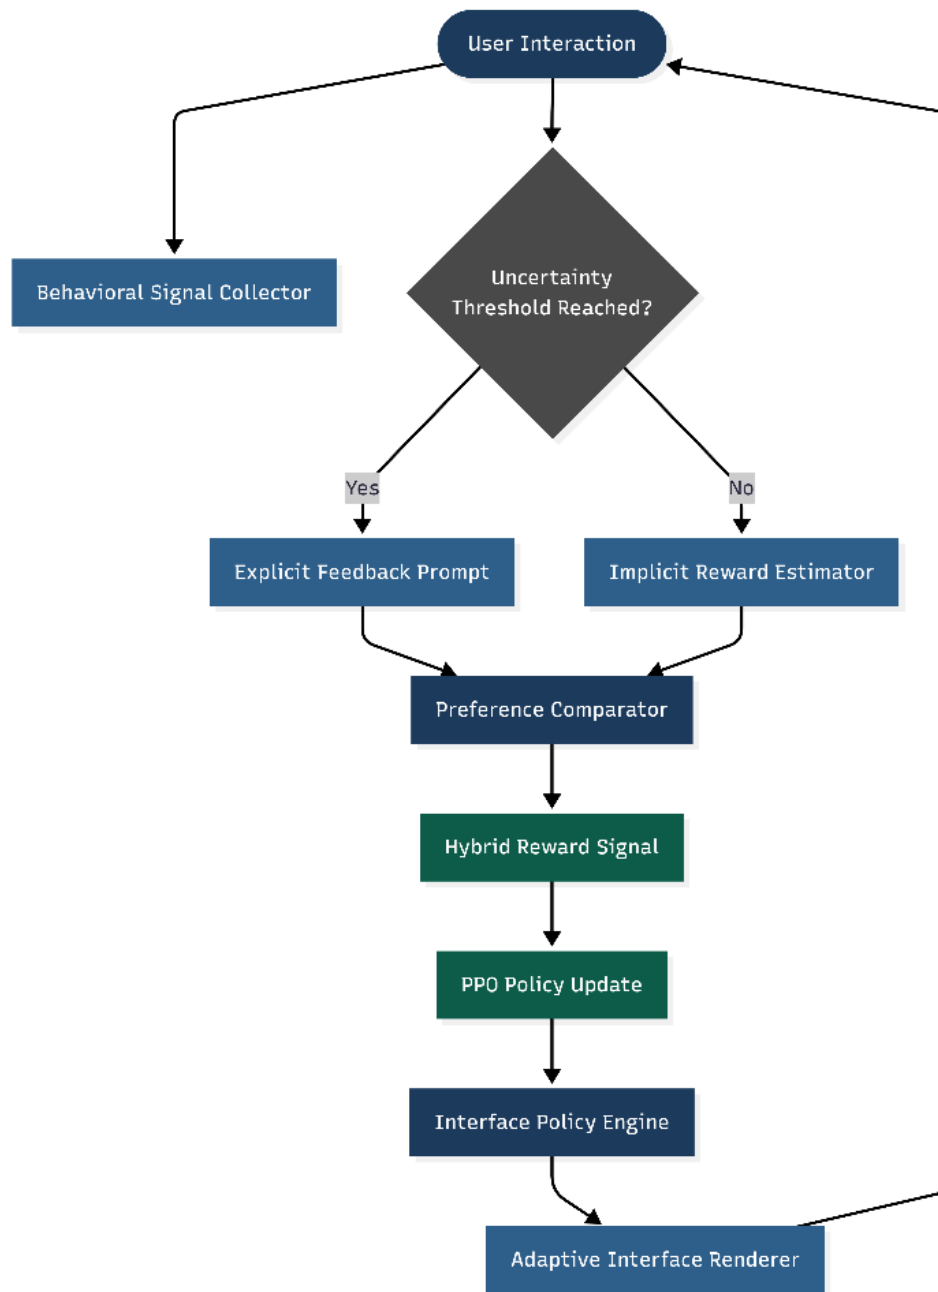 User Interaction
Behavioral Signal Collector
Uncertainty
Threshold Reached?
Yes
No
Explicit Feedback Prompt
Implicit Reward Estimator
Preference Comparator
Hybrid Reward Signal
PPO Policy Update
Interface Policy Engine
Adaptive Interface Renderer